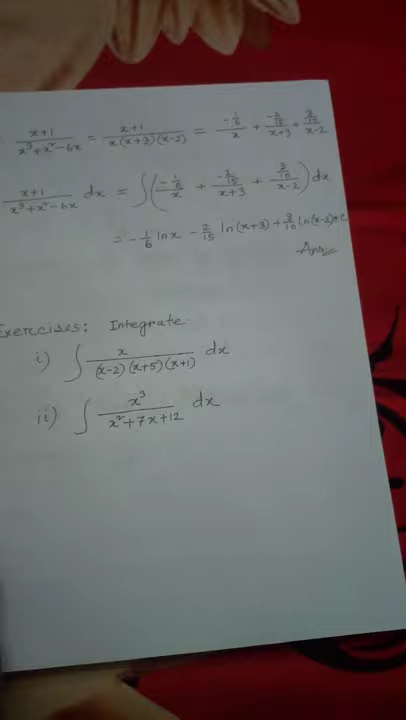 x+1/x³+x²-6x = x+1/x(x+3)(x-2) = -1/6/x + -2/15/x+3 + 3/10/x-2
x+1/x³+x²-6x dx = ∫(-1/6/x + -2/15/x+3 + 3/10/x-2) dx
= -1/6 ln x - 2/15 ln(x+3) + 3/10 ln(x-2) + c
Ans:
Exercises: Integrate
i) ∫ x/(x-2)(x+5)(x+1) dx
ii) ∫ x³/x²+7x+12 dx